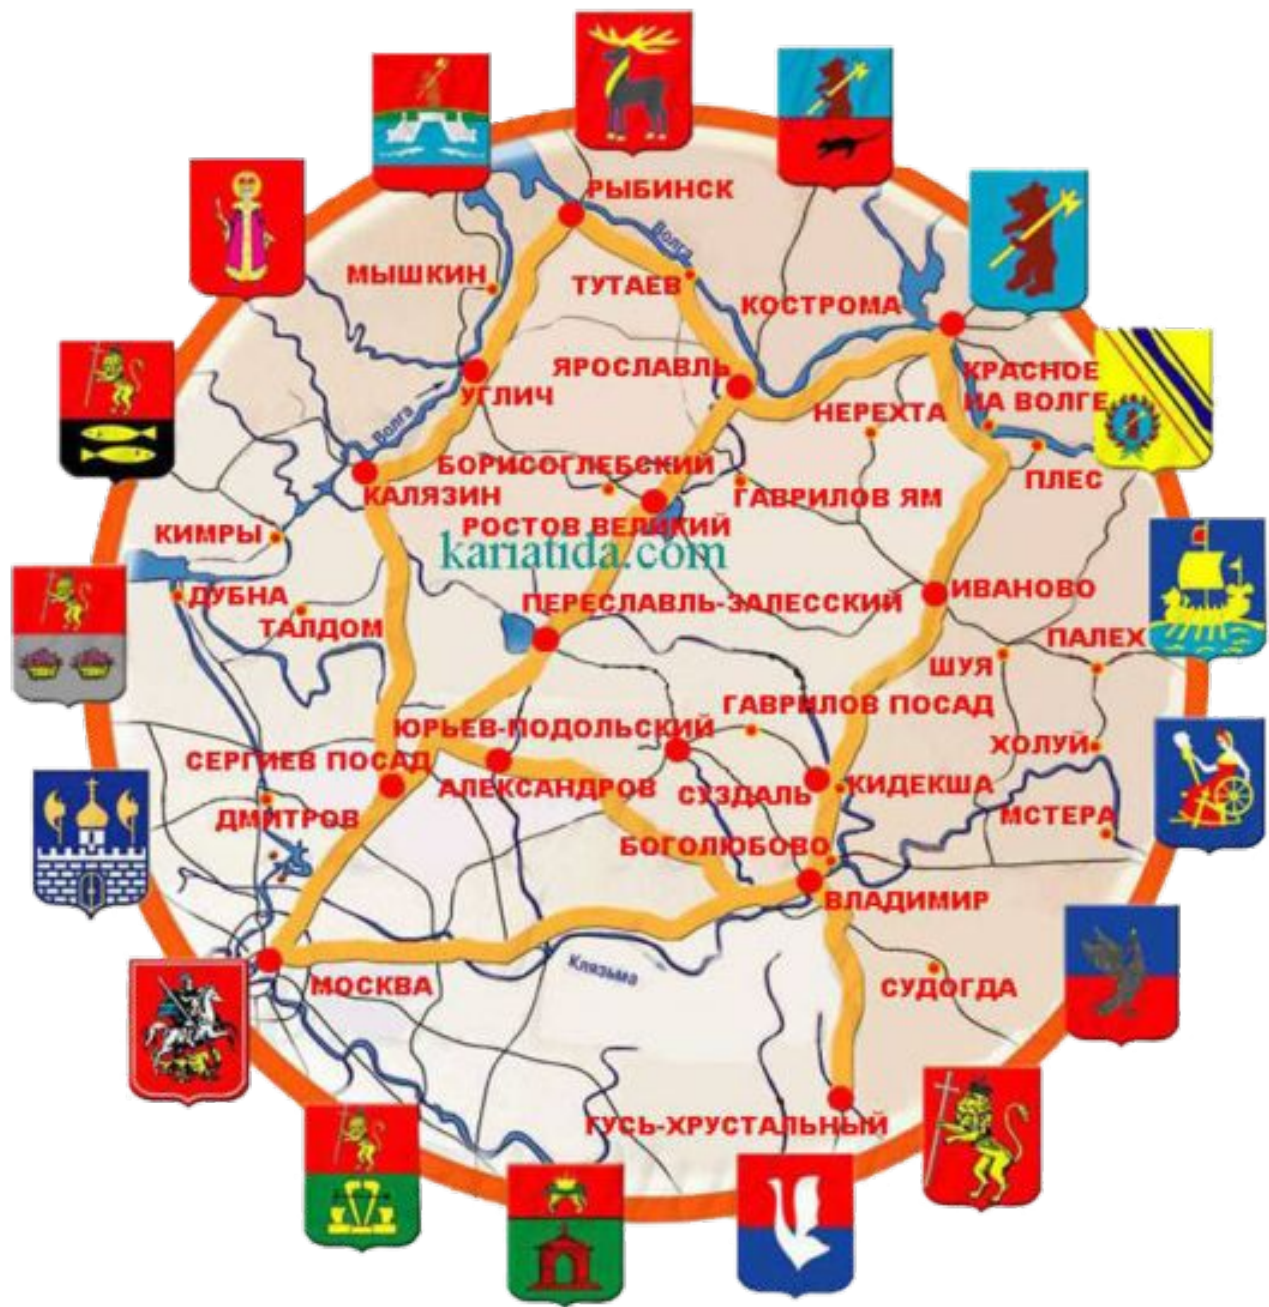 РЫБИНСК
Волга
МЫШКИН
ТУТАЕВ
КОСТРОМА
ЯРОСЛАВЛЬ
КРАСНОЕ
НА ВОЛГЕ
УГЛИЧ
НЕРЕХТА
Волга
БОРИСОГЛЕБСКИЙ
ПЛЕС
КАЛЯЗИН
ГАВРИЛОВ ЯМ
РОСТОВ ВЕЛИКИЙ
КИМРЫ
kariatida.com
ДУБНА
ПЕРЕСЛАВЛЬ-ЗАЛЕССКИЙ
ИВАНОВО
ТАЛДОМ
ПАЛЕХ
ШУЯ
ГАВРИЛОВ ПОСАД
ЮРЬЕВ-ПОДОЛЬСКИЙ
ХОЛУЙ
СЕРГИЕВ ПОСАД
АЛЕКСАНДРОВ
СУЗДАЛЬ
КИДЕКША
ДМИТРОВ
МСТЕРА
БОГОЛЮБОВО
ВЛАДИМИР
Клязьма
МОСКВА
СУДОГДА
ГУСЬ-ХРУСТАЛЬНЫЙ